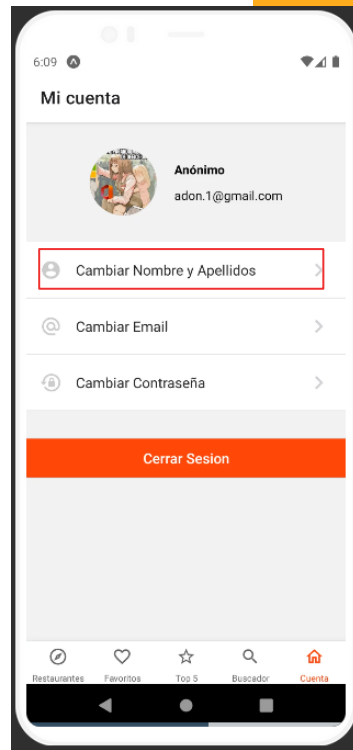 6:09
Mi cuenta
Anónimo
adon.1@gmail.com
Cambiar Nombre y Apellidos
Cambiar Email
Cambiar Contraseña
Cerrar Sesion
Restaurantes Favoritos Top 5 Buscador Cuenta